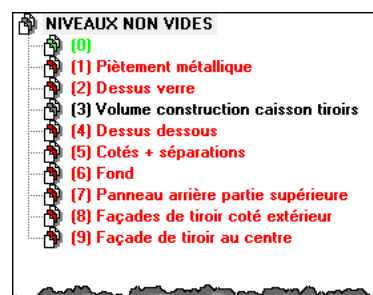 NIVEAUX NON VIDES
(0)
(1) Piètement métallique
(2) Dessus verre
(3) Volume construction caisson tiroirs
(4) Dessus dessous
(5) Cotés + séparations
(6) Fond
(7) Panneau arrière partie supérieure
(8) Façades de tiroir coté extérieur
(9) Façade de tiroir au centre